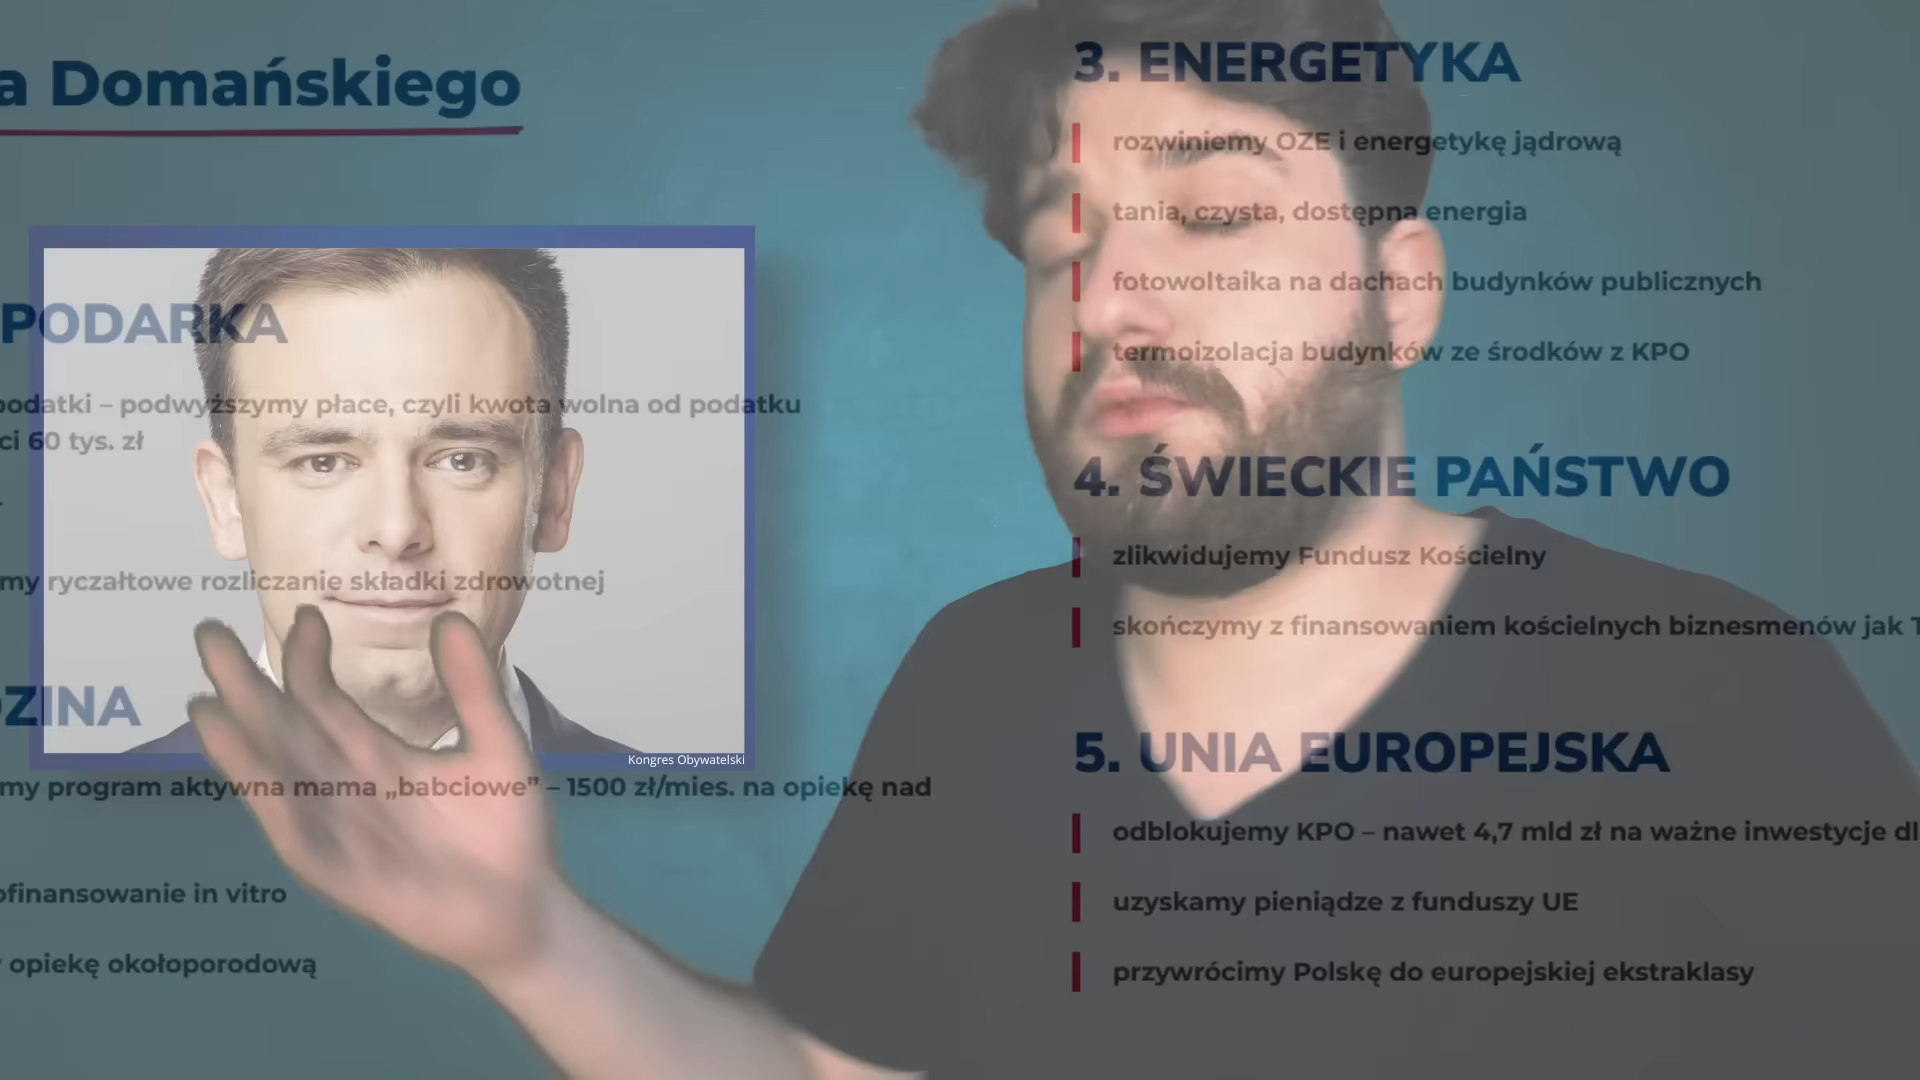 a Domańskiego
PODARKA
podatki – podwyższymy płace, czyli kwota wolna od podatku
ci 60 tys. zł
my ryczałtowe rozliczanie składki zdrowotnej
ZINA
my program aktywna mama „babciowe” – 1500 zł/mies. na opiekę nad
ofinansowanie in vitro
opiekę okołoporodową
Kongres Obywatelski
3. ENERGETYKA
rozwiniemy OZE i energetykę jądrową
tania, czysta, dostępna energia
fotowoltaika na dachach budynków publicznych
termoizolacja budynków ze środków z KPO
4. ŚWIECKIE PAŃSTWO
zlikwidujemy Fundusz Kościelny
skończymy z finansowaniem kościelnych biznesmenów jak T
5. UNIA EUROPEJSKA
odblokujemy KPO – nawet 4,7 mld zł na ważne inwestycje dl
uzyskamy pieniądze z funduszy UE
przywrócimy Polskę do europejskiej ekstraklasy